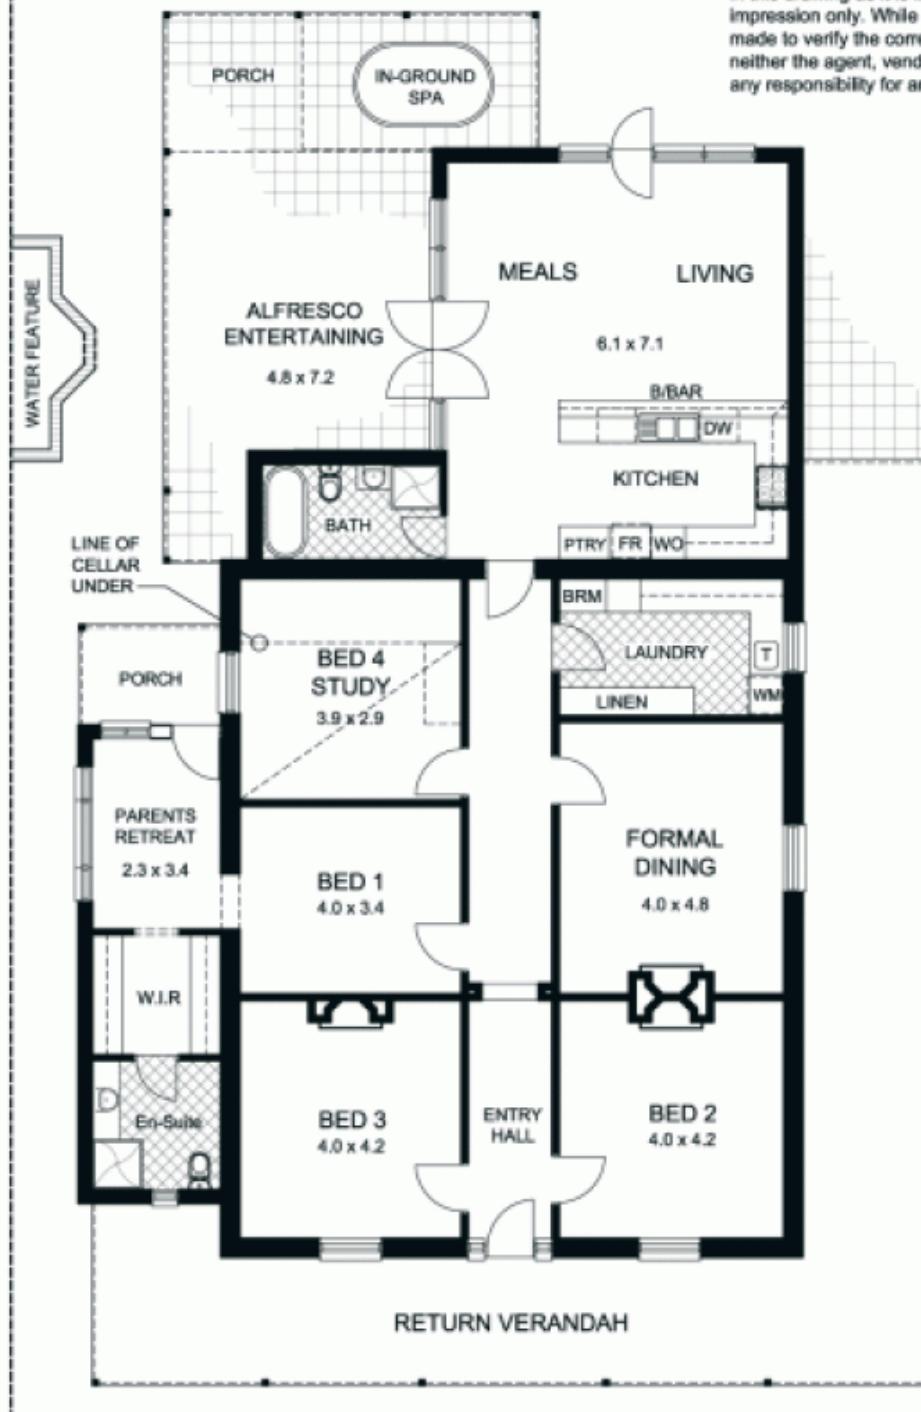 impression only. While
made to verify the corre
neither the agent, vend
any responsibility for a
PORCH
IN-GROUND
SPA
MEALS
LIVING
6.1 x 7.1
ALFRESCO
ENTERTAINING
4.8 x 7.2
WATER FEATURE
B/BAR
DW
KITCHEN
PTRY
FR
WO
BATH
LINE OF
CELLAR
UNDER
BRM
LAUNDRY
T
LINEN
WM
BED 4
STUDY
3.9 x 2.9
PORCH
PARENTS
RETREAT
2.3 x 3.4
BED 1
4.0 x 3.4
FORMAL
DINING
4.0 x 4.8
W.I.R
En-Suite
BED 3
4.0 x 4.2
ENTRY
HALL
BED 2
4.0 x 4.2
RETURN VERANDAH